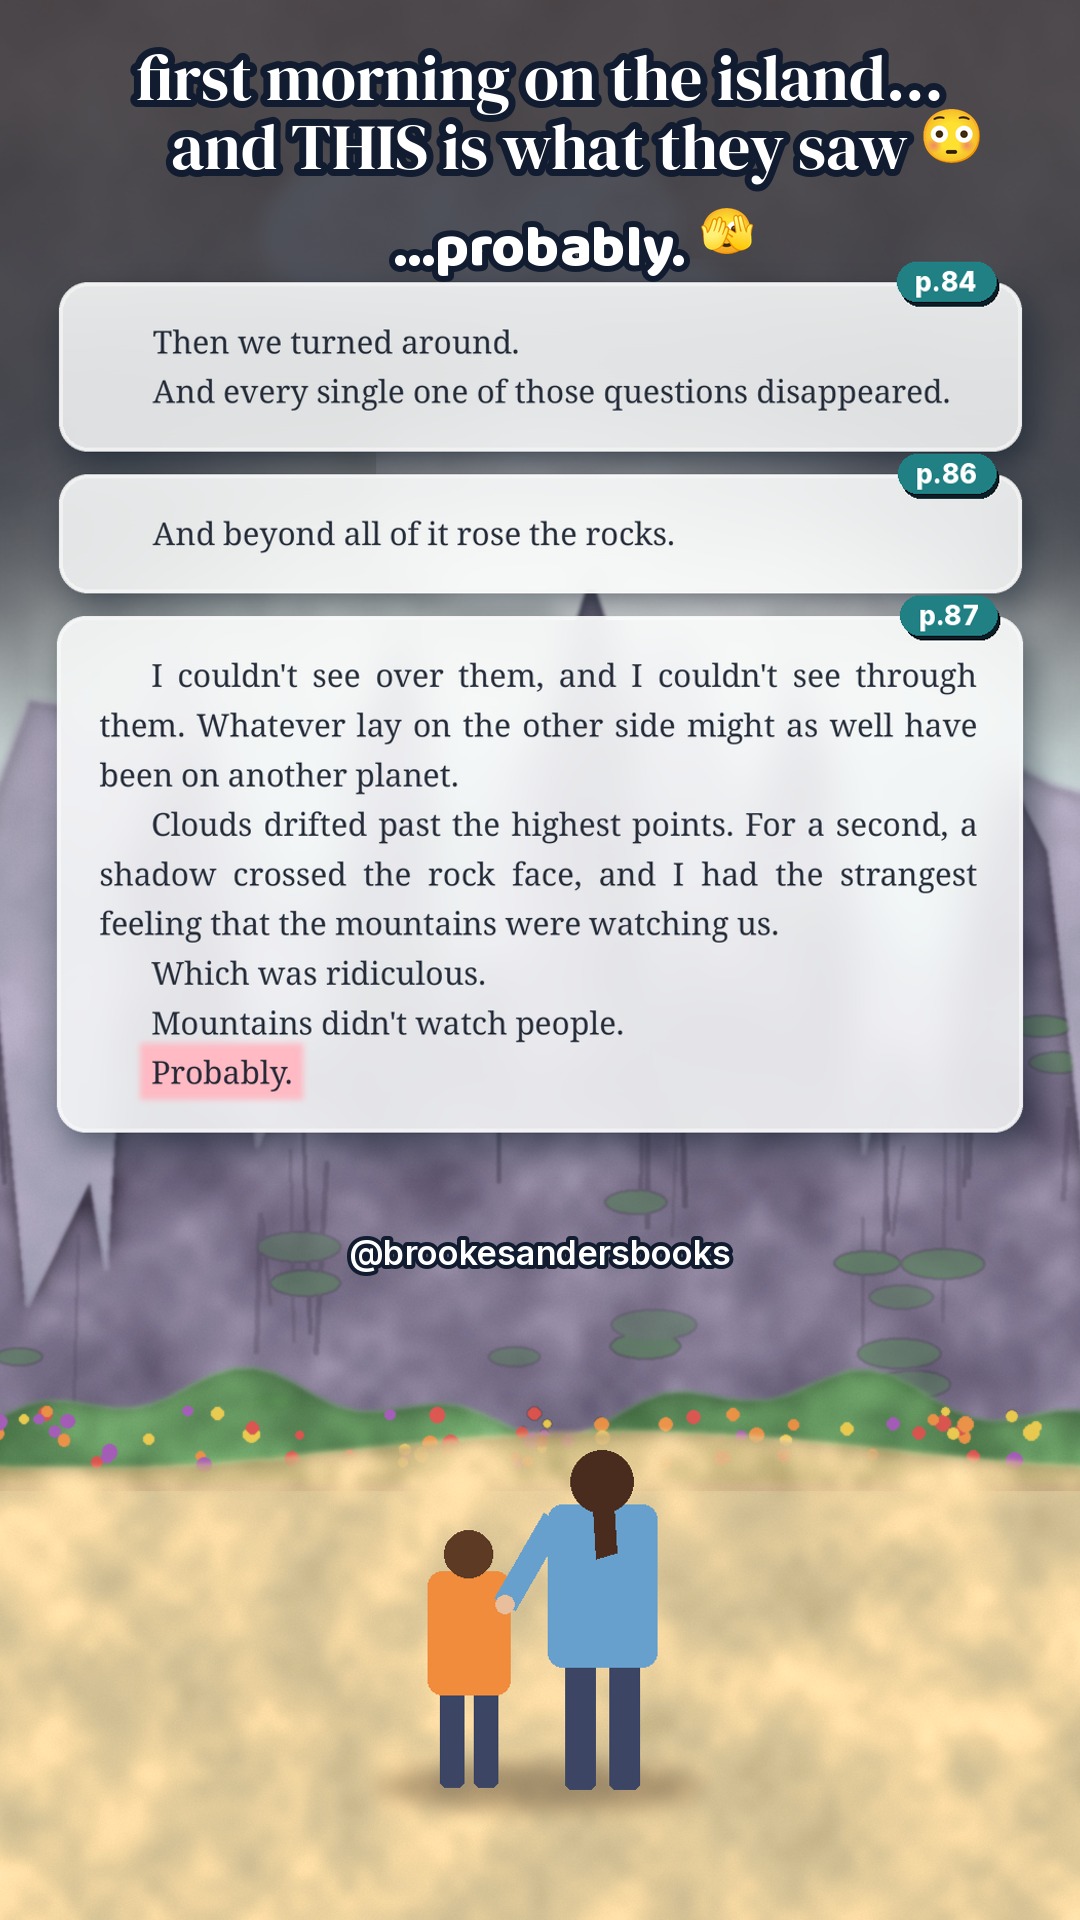 first morning on the island...
and THIS is what they saw 😳
...probably. 🫣
p.84
Then we turned around.
And every single one of those questions disappeared.
p.86
And beyond all of it rose the rocks.
p.87
I couldn't see over them, and I couldn't see through
them. Whatever lay on the other side might as well have
been on another planet.
Clouds drifted past the highest points. For a second, a
shadow crossed the rock face, and I had the strangest
feeling that the mountains were watching us.
Which was ridiculous.
Mountains didn't watch people.
Probably.
@brookesandersbooks